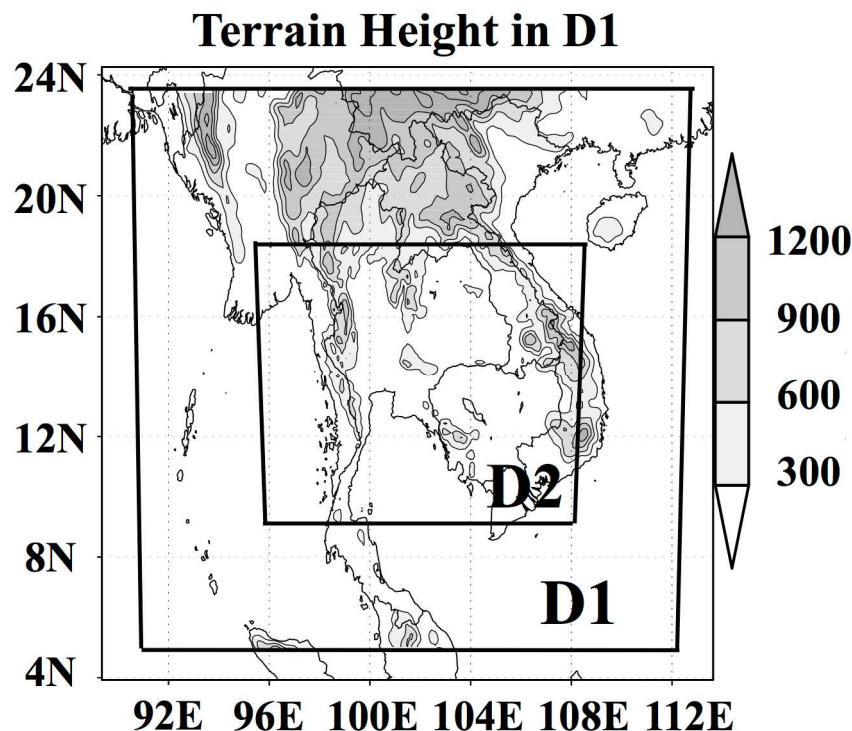 Terrain Height in D1
24N
20N
16N
12N
8N
4N
92E 96E 100E 104E 108E 112E
D2
D1
1200
900
600
300